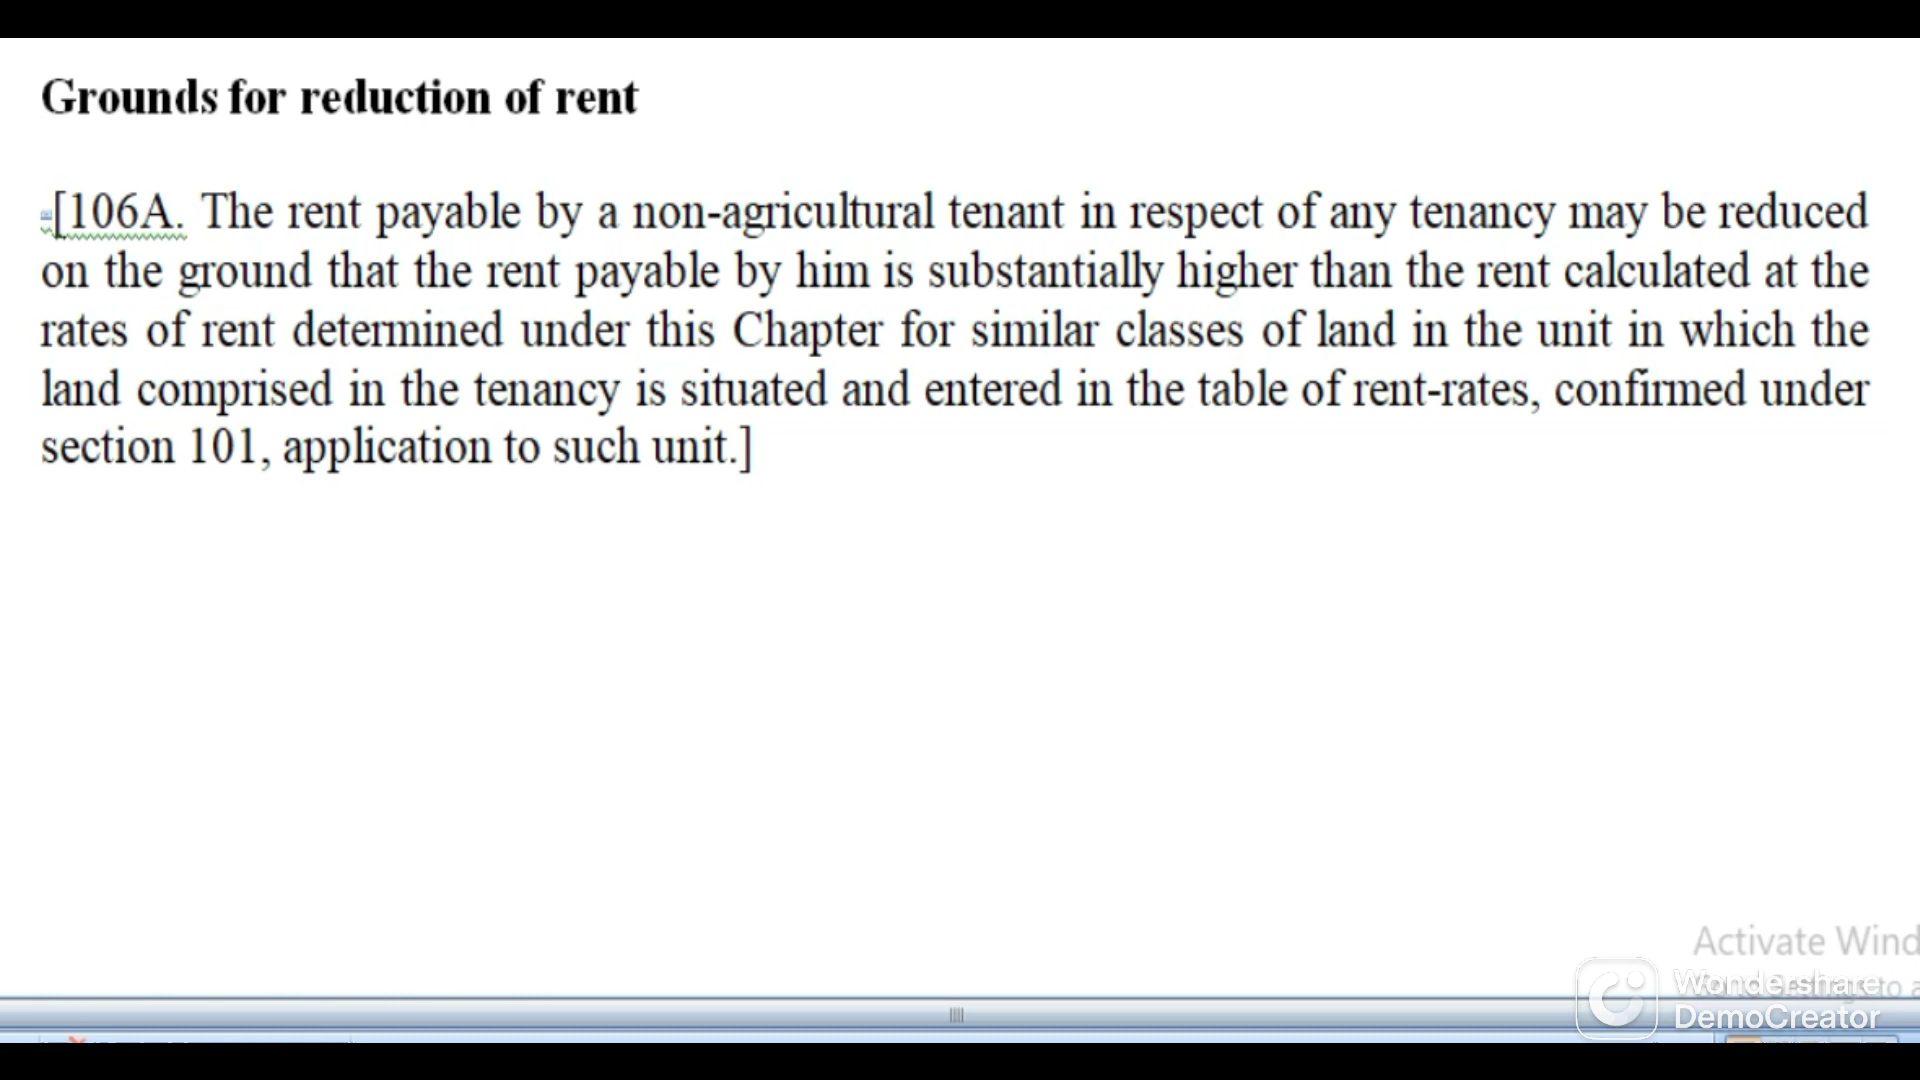 Grounds for reduction of rent
[106A. The rent payable by a non-agricultural tenant in respect of any tenancy may be reduced
on the ground that the rent payable by him is substantially higher than the rent calculated at the
rates of rent determined under this Chapter for similar classes of land in the unit in which the
land comprised in the tenancy is situated and entered in the table of rent-rates, confirmed under
section 101, application to such unit.]
Activate Wind
Wondershare
DemoCreator